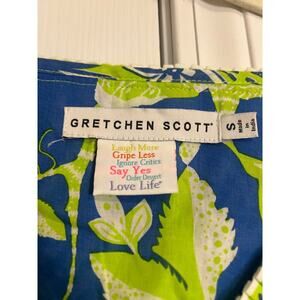 GRETCHEN SCOTT®
S
made
in
India
Laugh More
Gripe Less
Ignore Critics
Say Yes
Order Dessert
Love Life®